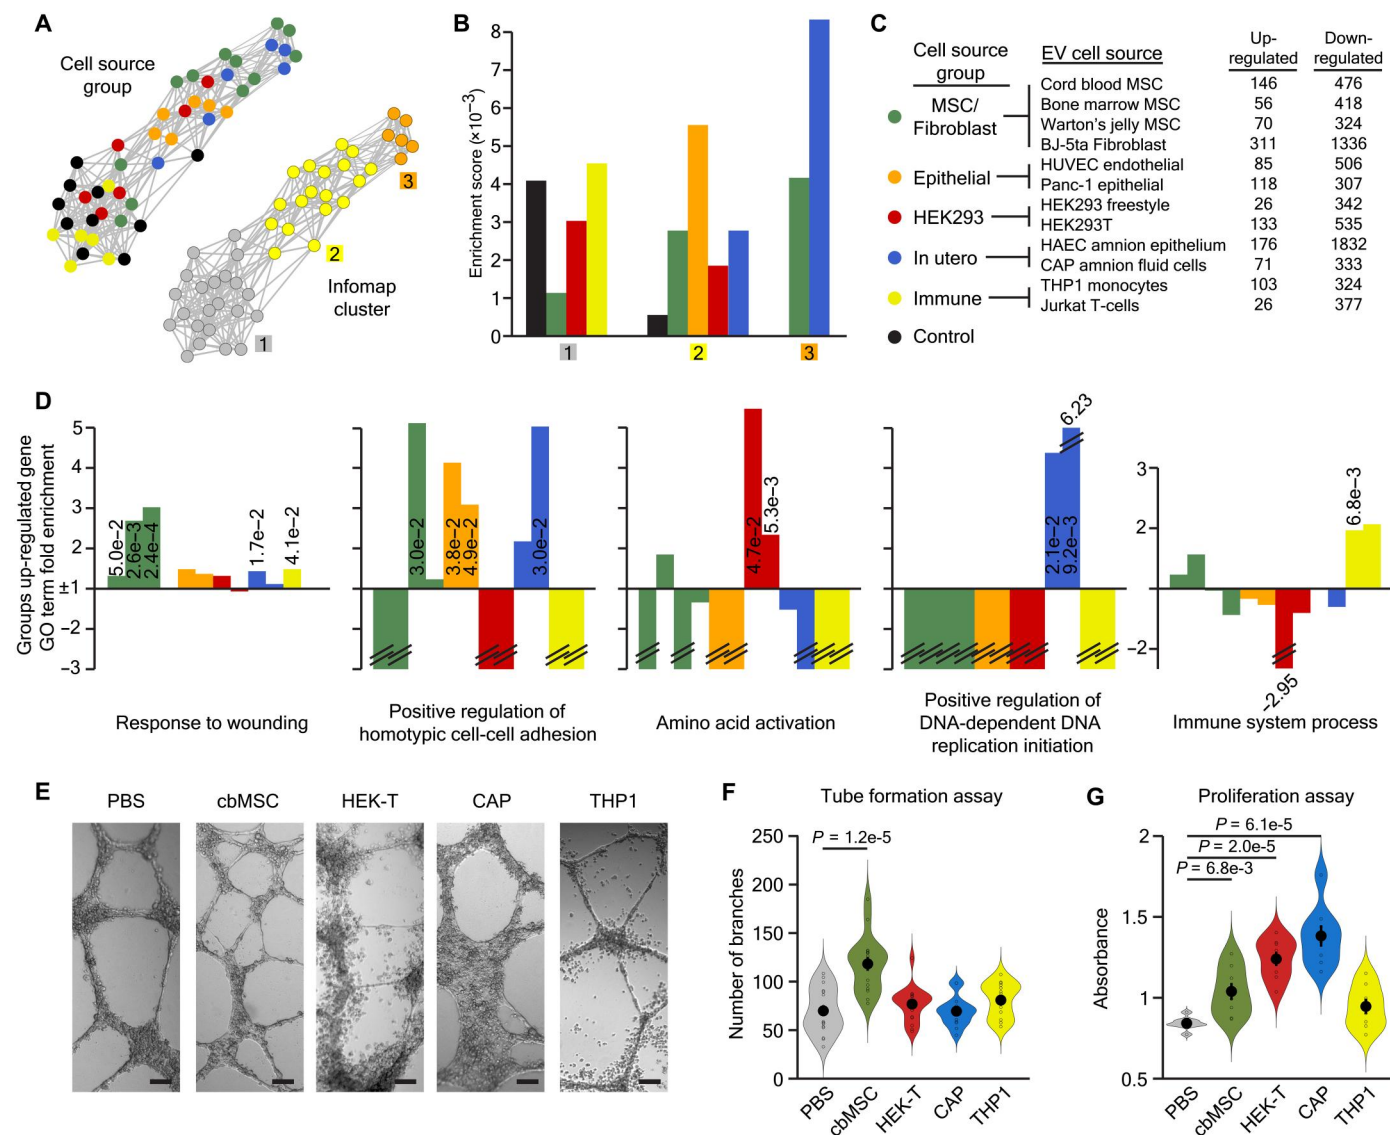 A
Cell source
group
3
2
Infomap
cluster
1
B
Enrichment score (×10−3)
8
7
6
5
4
3
2
1
0
1
2
3
C
Cell source
group
EV cell source
Up-
regulated
Down-
regulated
MSC/
Fibroblast
Cord blood MSC 146 476
Bone marrow MSC 56 418
Warton's jelly MSC 70 324
BJ-5ta Fibroblast 311 1336
Epithelial
HUVEC endothelial 85 506
Panc-1 epithelial 118 307
HEK293
HEK293 freestyle 26 342
HEK293T 133 535
In utero
HAEC amnion epithelium 176 1832
CAP amnion fluid cells 71 333
Immune
THP1 monocytes 103 324
Jurkat T-cells 26 377
Control
D
Groups up-regulated gene
GO term fold enrichment
5
4
3
2
±1
−2
−3
5.0e−2
2.6e−3
2.4e−4
1.7e−2
4.1e−2
Response to wounding
3.0e−2
3.8e−2
4.9e−2
3.0e−2
Positive regulation of
homotypic cell-cell adhesion
4.7e−2
5.3e−3
Amino acid activation
2.1e−2
9.2e−3
6.23
Positive regulation of
DNA-dependent DNA
replication initiation
3
2
−2
6.8e−3
−2.95
Immune system process
E
PBS cbMSC HEK-T CAP THP1
F
Tube formation assay
Number of branches
250
200
150
100
50
0
P = 1.2e-5
PBS cbMSC HEK-T CAP THP1
G
Proliferation assay
Absorbance
2
1.5
1
0.5
P = 6.1e-5
P = 2.0e-5
P = 6.8e-3
PBS cbMSC HEK-T CAP THP1